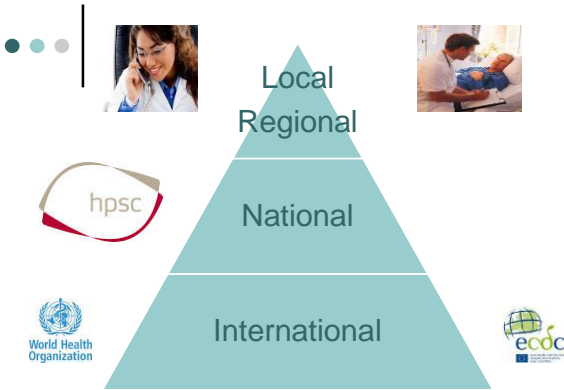 Local
Regional
hpsc
National
World Health
Organization
International
ecdc